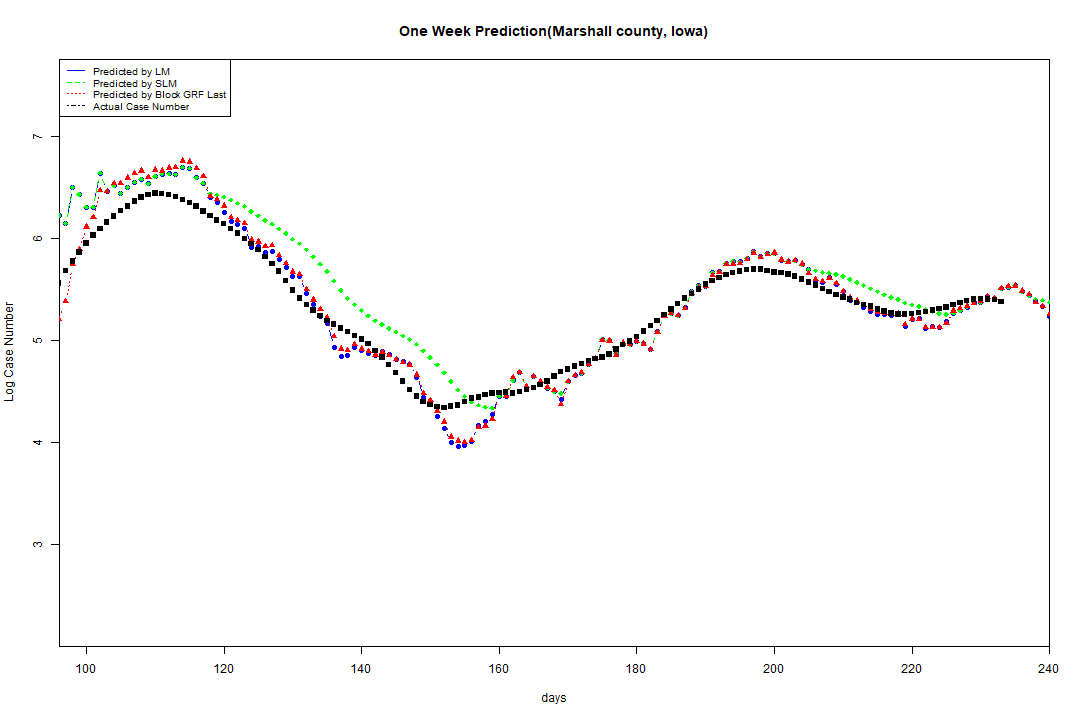 One Week Prediction(Marshall county, Iowa)
Predicted by LM
Predicted by SLM
Predicted by Block GRF Last
Actual Case Number
Log Case Number
7
6
5
4
3
100 120 140 160 180 200 220 240
days